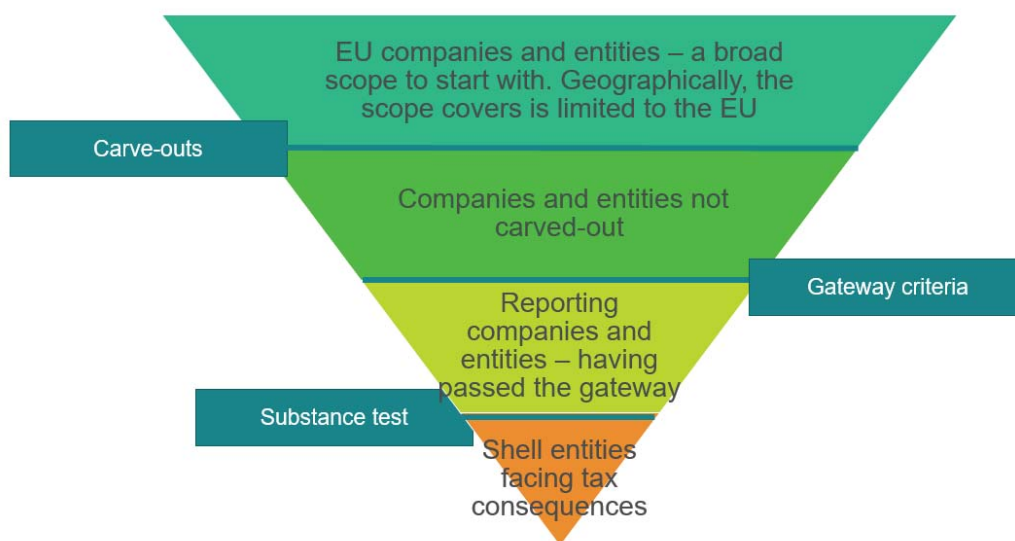 EU companies and entities – a broad
scope to start with. Geographically, the
scope covers is limited to the EU
Carve-outs
Companies and entities not
carved-out
Gateway criteria
Reporting
companies and
entities – having
passed the gateway
Substance test
Shell entities
facing tax
consequences